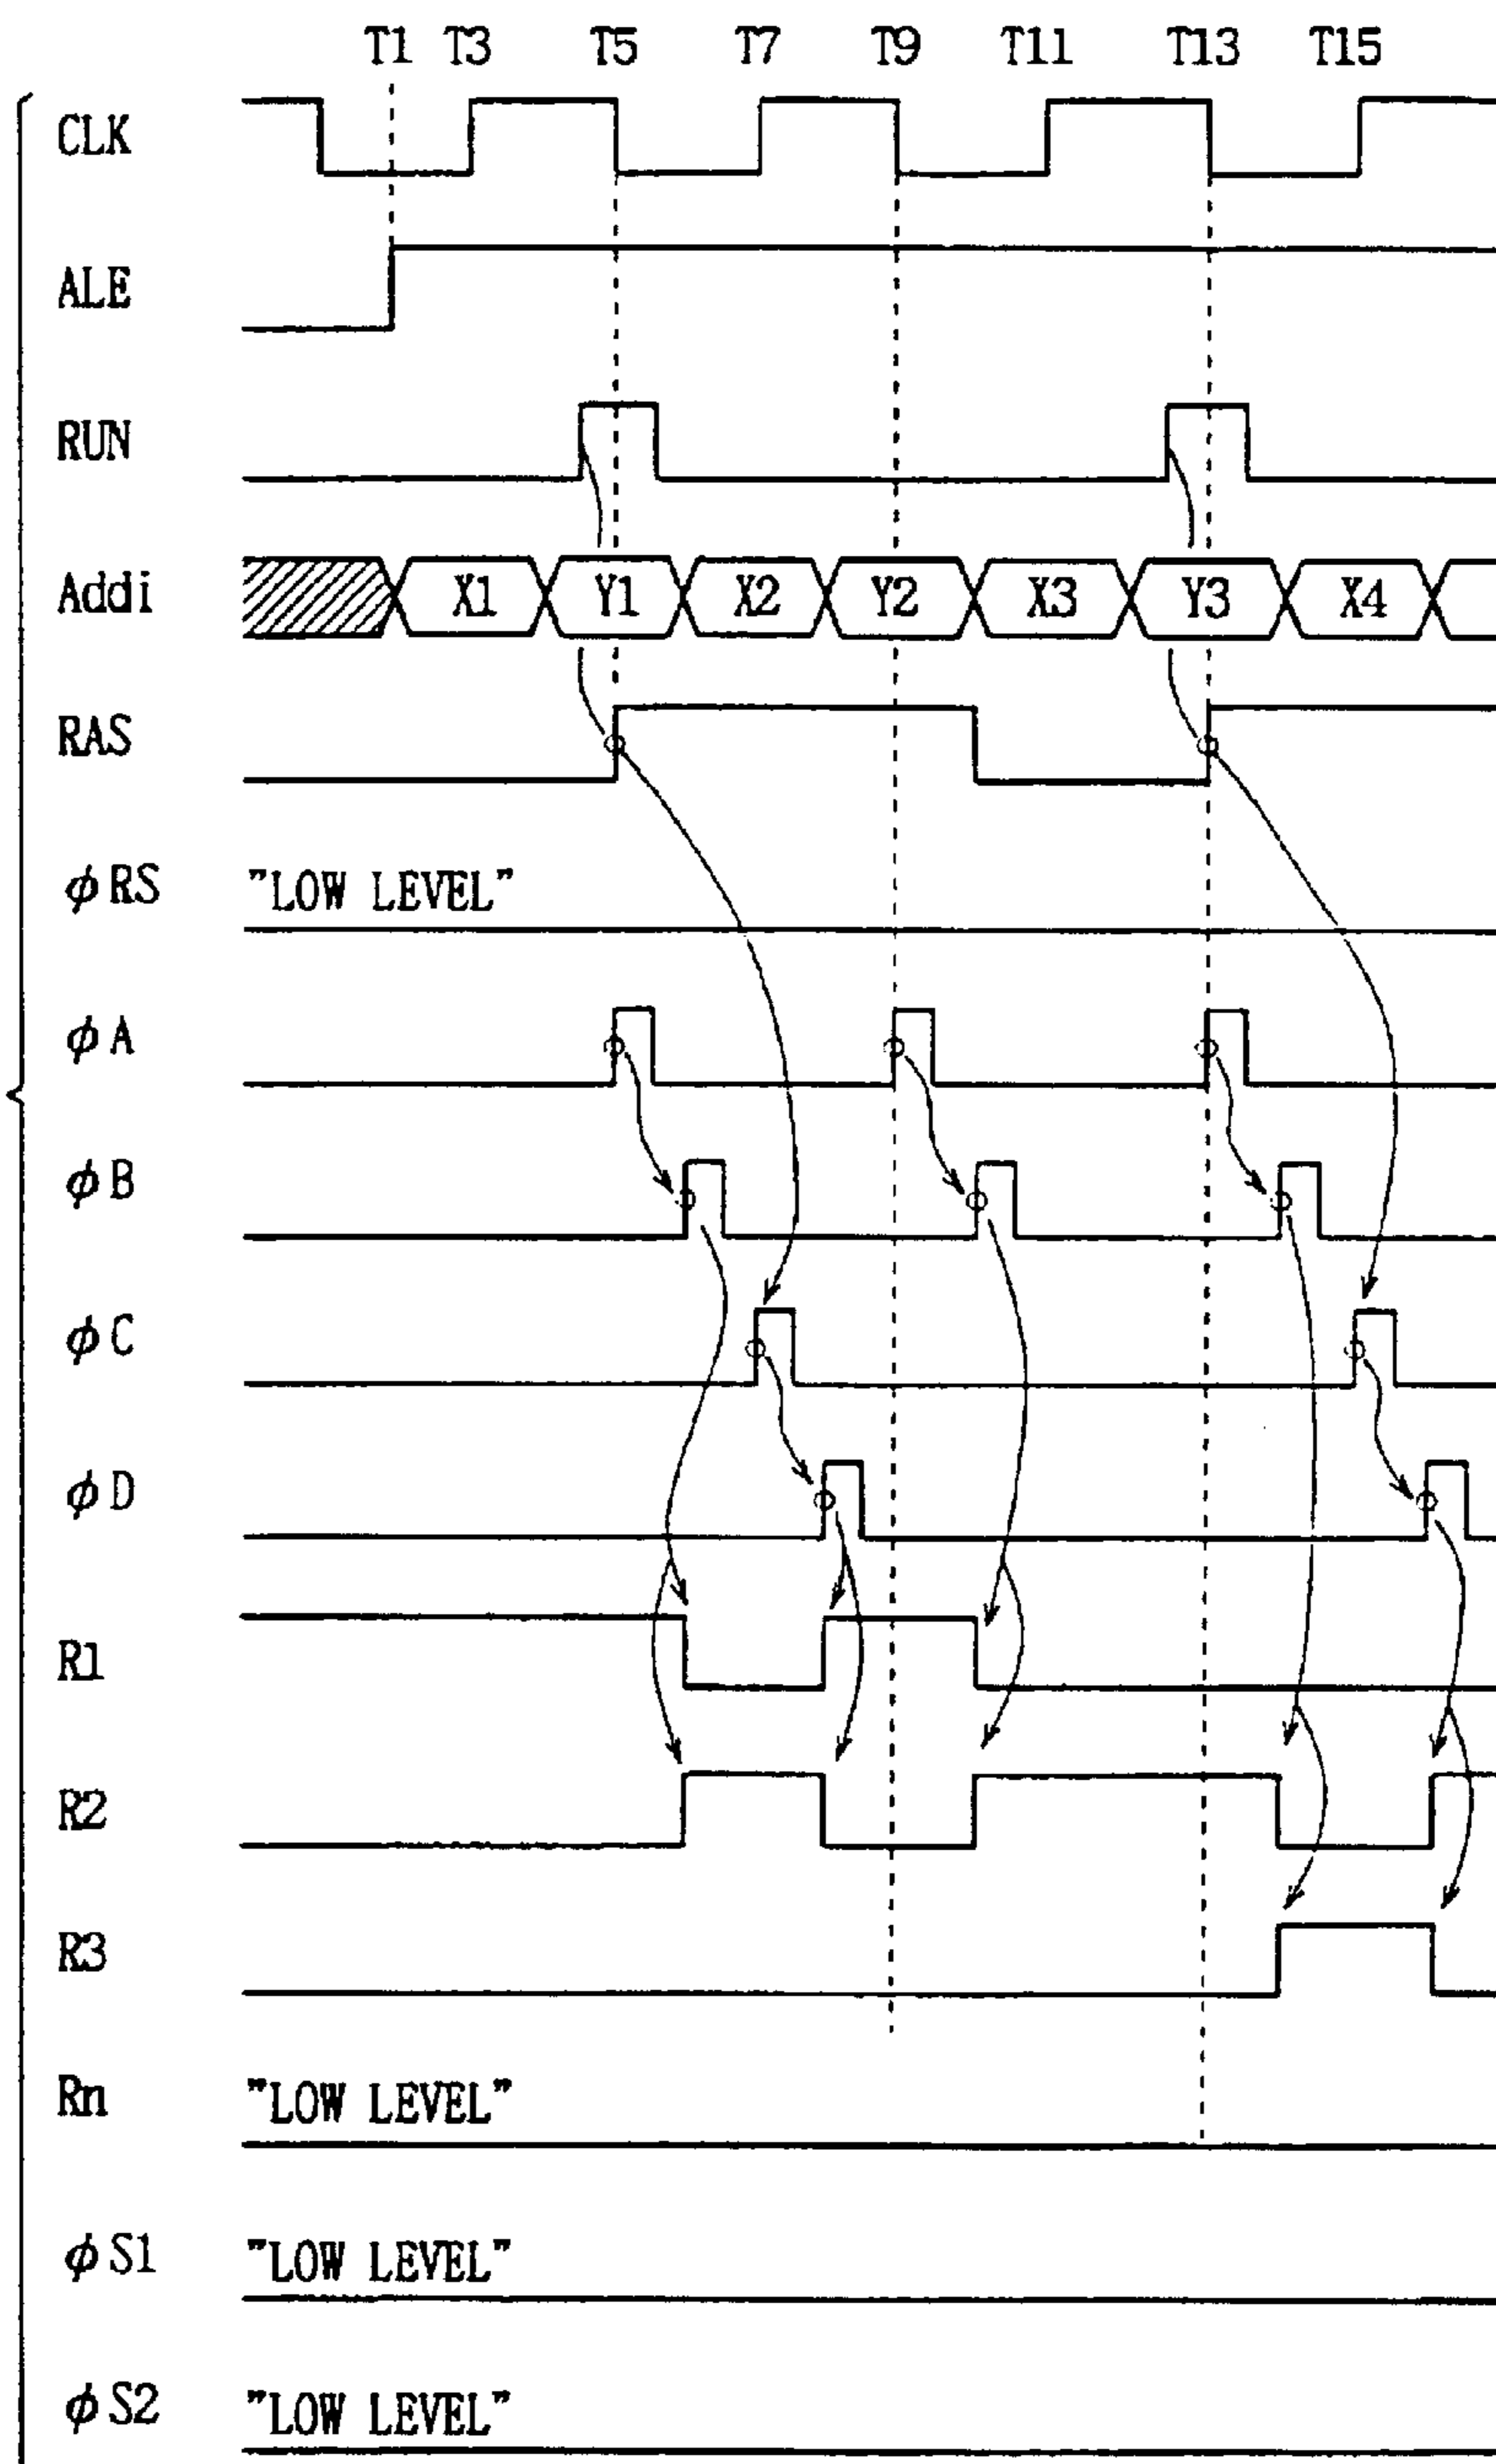 T1 T3 T5 T7 T9 T11 T13 T15
CLK
ALE
RUN
Addi X1 Y1 X2 Y2 X3 Y3 X4
RAS
φRS "LOW LEVEL"
φA
φB
φC
φD
R1
R2
R3
Rn "LOW LEVEL"
φS1 "LOW LEVEL"
φS2 "LOW LEVEL"